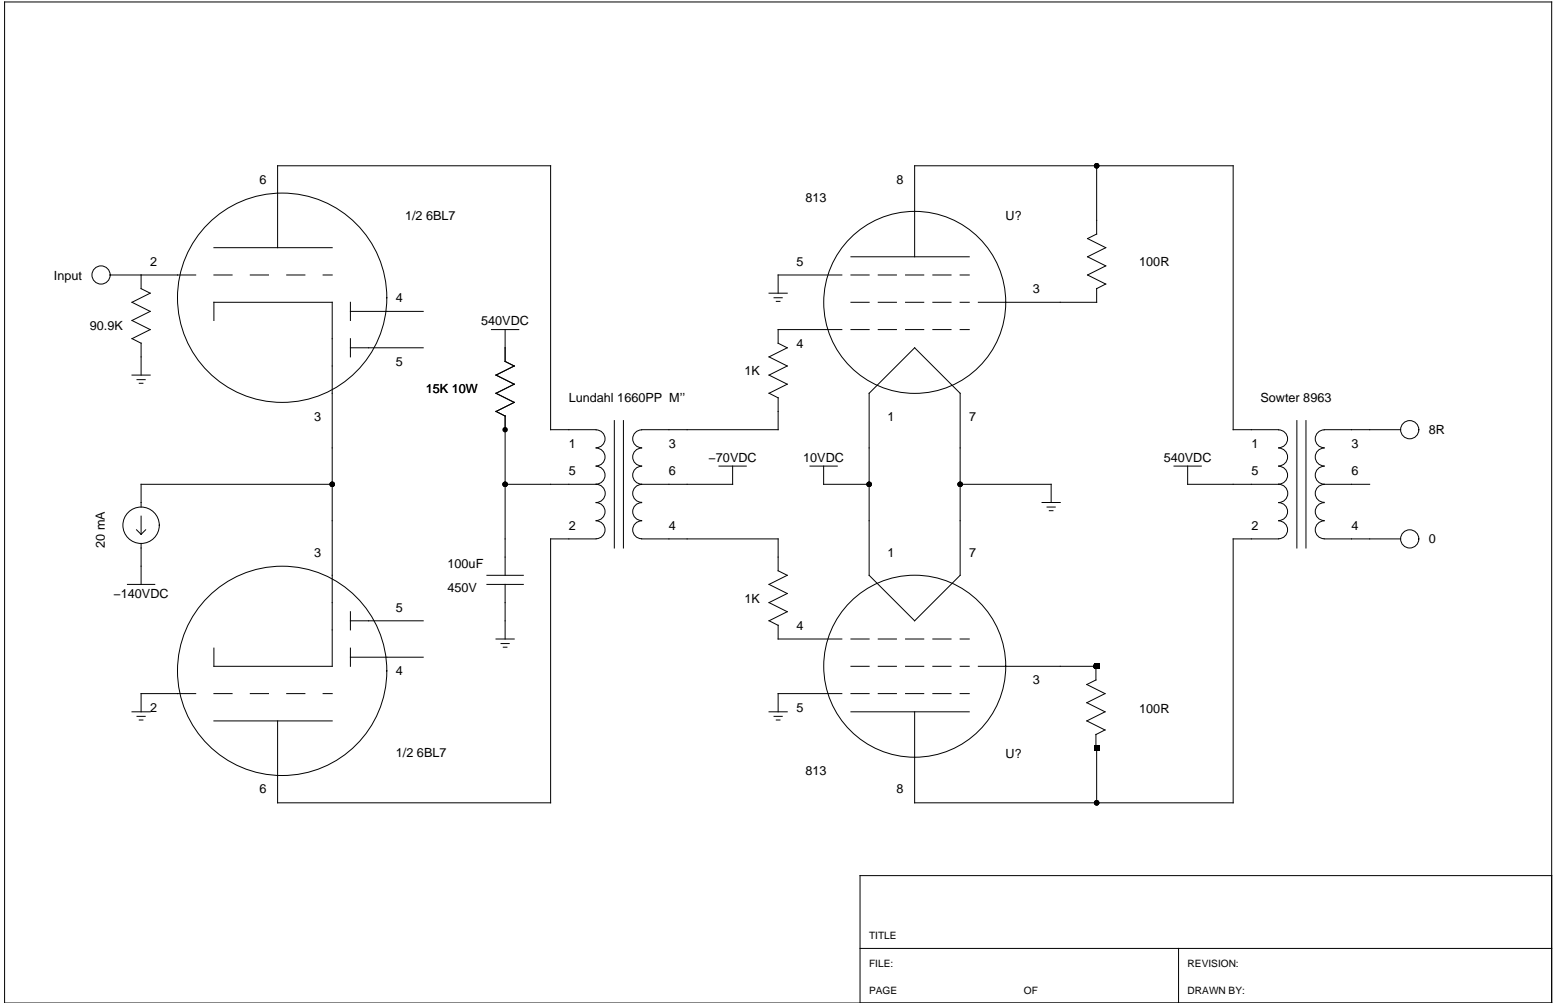 6
8
813
1/2 6BL7
U?
Input
2
5
100R
3
4
90.9K
540VDC
5
4
1K
15K 10W
Lundahl 1660PP M"
Sowter 8963
3
1
7
1
3
1
3
8R
5
6
−70VDC
10VDC
540VDC
5
6
20 mA
2
4
2
4
0
3
1
7
100uF
450V
−140VDC
1K
5
4
4
3
2
5
100R
1/2 6BL7
U?
813
6
8
TITLE
FILE:
REVISION:
PAGE OF
DRAWN BY: